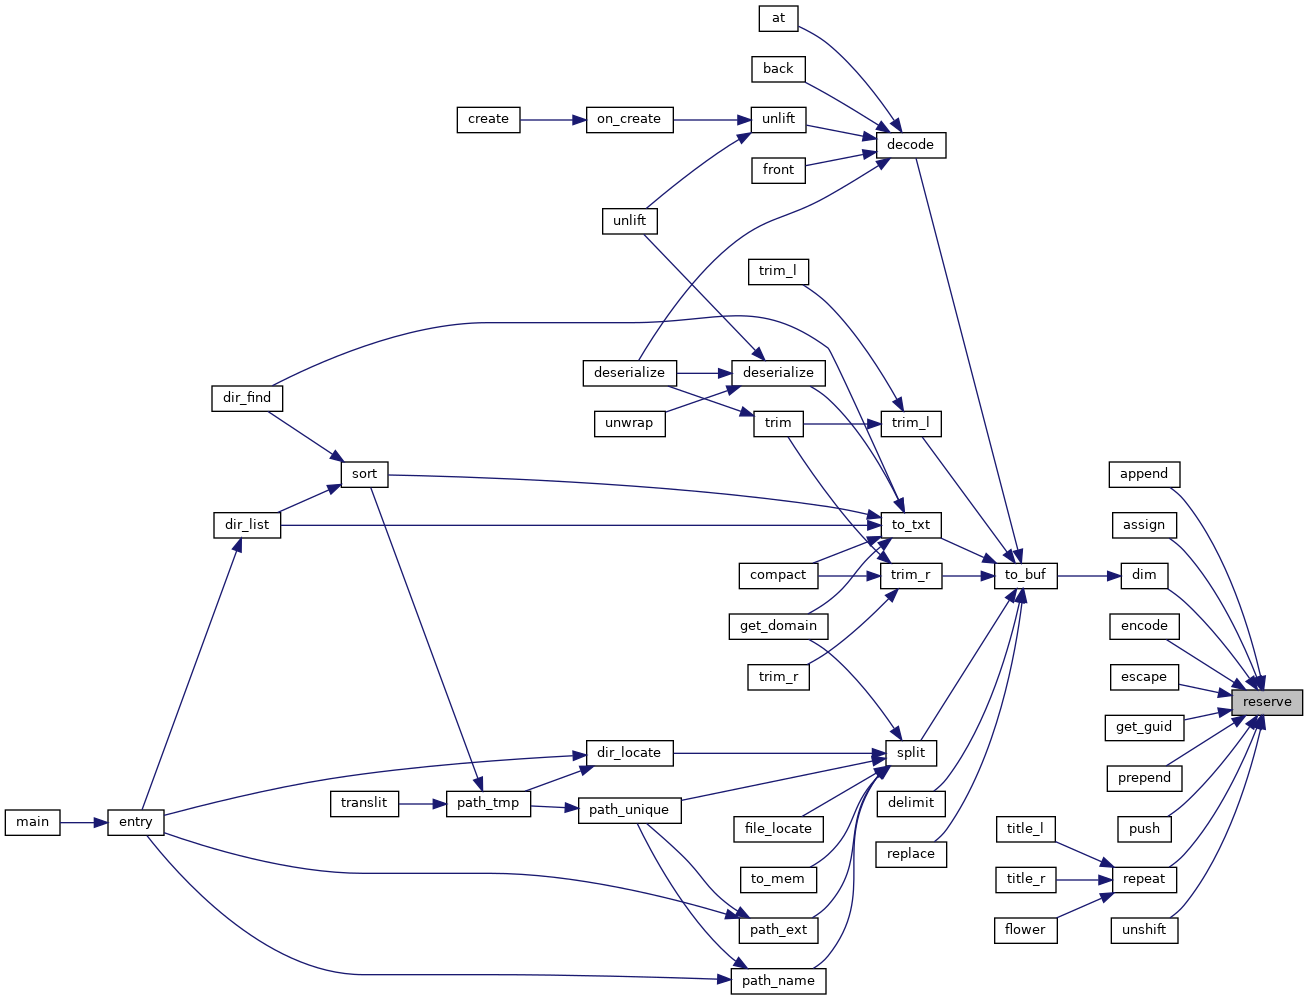 at
back
create
on_create
unlift
decode
front
unlift
trim_l
deserialize
deserialize
dir_find
unwrap
trim
trim_l
sort
append
dir_list
to_txt
assign
compact
trim_r
to_buf
dim
get_domain
encode
trim_r
escape
reserve
get_guid
dir_locate
split
prepend
translit
path_tmp
path_unique
delimit
main
entry
file_locate
title_l
push
replace
to_mem
title_r
repeat
path_ext
flower
unshift
path_name